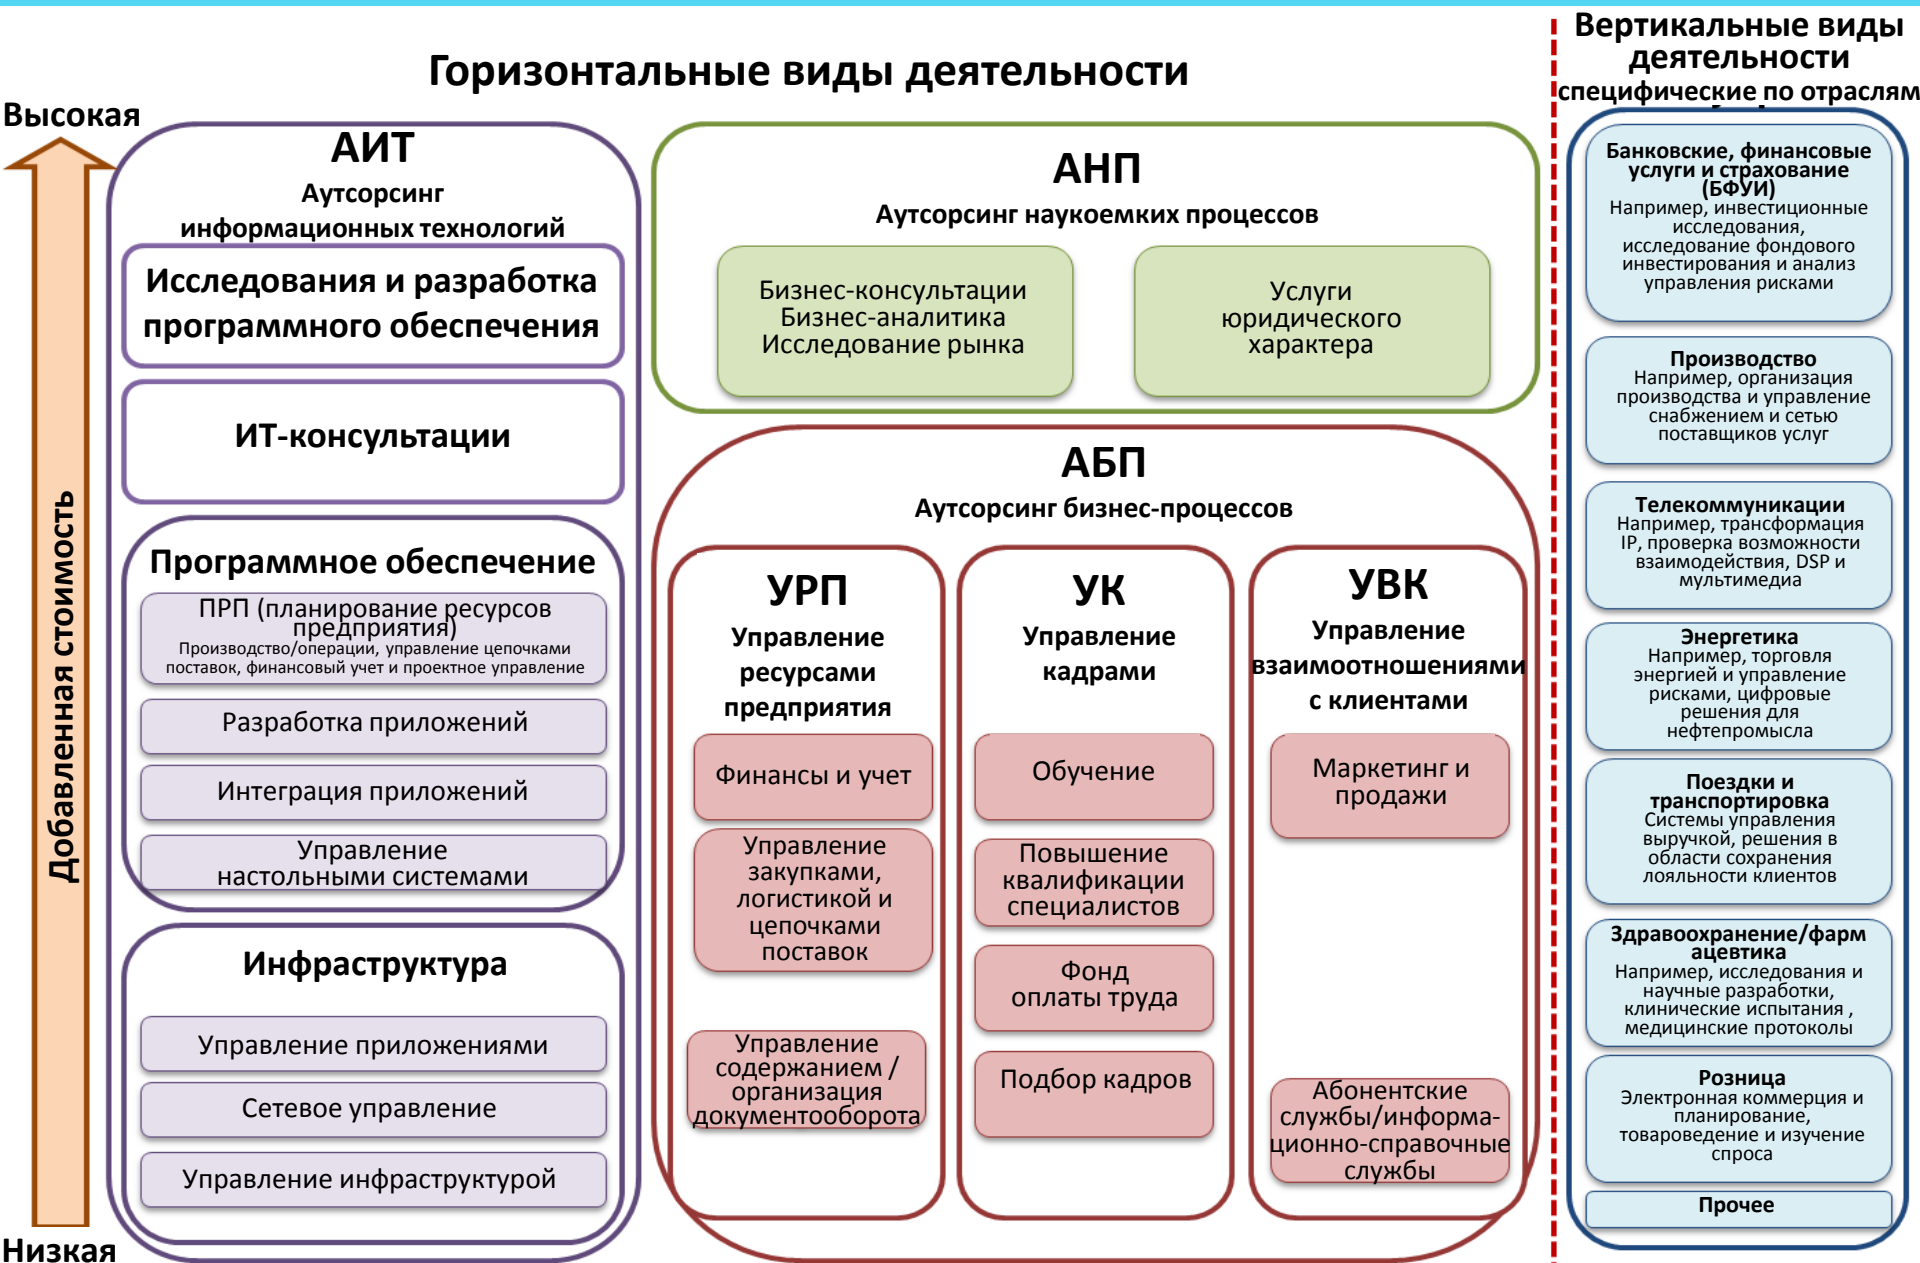 Горизонтальные виды деятельности
Вертикальные виды
деятельности
специфические по отраслям
Высокая
Добавленная стоимость
Низкая
АИТ
Аутсорсинг
информационных технологий
Исследования и разработка
программного обеспечения
ИТ-консультации
Программное обеспечение
ПРП (планирование ресурсов
предприятия)
Производство/операции, управление цепочками
поставок, финансовый учет и проектное управление
Разработка приложений
Интеграция приложений
Управление
настольными системами
Инфраструктура
Управление приложениями
Сетевое управление
Управление инфраструктурой
АНП
Аутсорсинг наукоемких процессов
Бизнес-консультации
Бизнес-аналитика
Исследование рынка
Услуги
юридического
характера
АБП
Аутсорсинг бизнес-процессов
УРП
Управление
ресурсами
предприятия
Финансы и учет
Управление
закупками,
логистикой и
цепочками
поставок
Управление
содержанием /
организация
документооборота
УК
Управление
кадрами
Обучение
Повышение
квалификации
специалистов
Фонд
оплаты труда
Подбор кадров
УВК
Управление
взаимоотношениями
с клиентами
Маркетинг и
продажи
Абонентские
службы/информа-
ционно-справочные
службы
Банковские, финансовые
услуги и страхование
(БФУИ)
Например, инвестиционные
исследования,
исследование фондового
инвестирования и анализ
управления рисками
Производство
Например, организация
производства и управление
снабжением и сетью
поставщиков услуг
Телекоммуникации
Например, трансформация
IP, проверка возможности
взаимодействия, DSP и
мультимедиа
Энергетика
Например, торговля
энергией и управление
рисками, цифровые
решения для
нефтепромысла
Поездки и
транспортировка
Системы управления
выручкой, решения в
области сохранения
лояльности клиентов
Здравоохранение/фарм
ацевтика
Например, исследования и
научные разработки,
клинические испытания ,
медицинские протоколы
Розница
Электронная коммерция и
планирование,
товароведение и изучение
спроса
Прочее